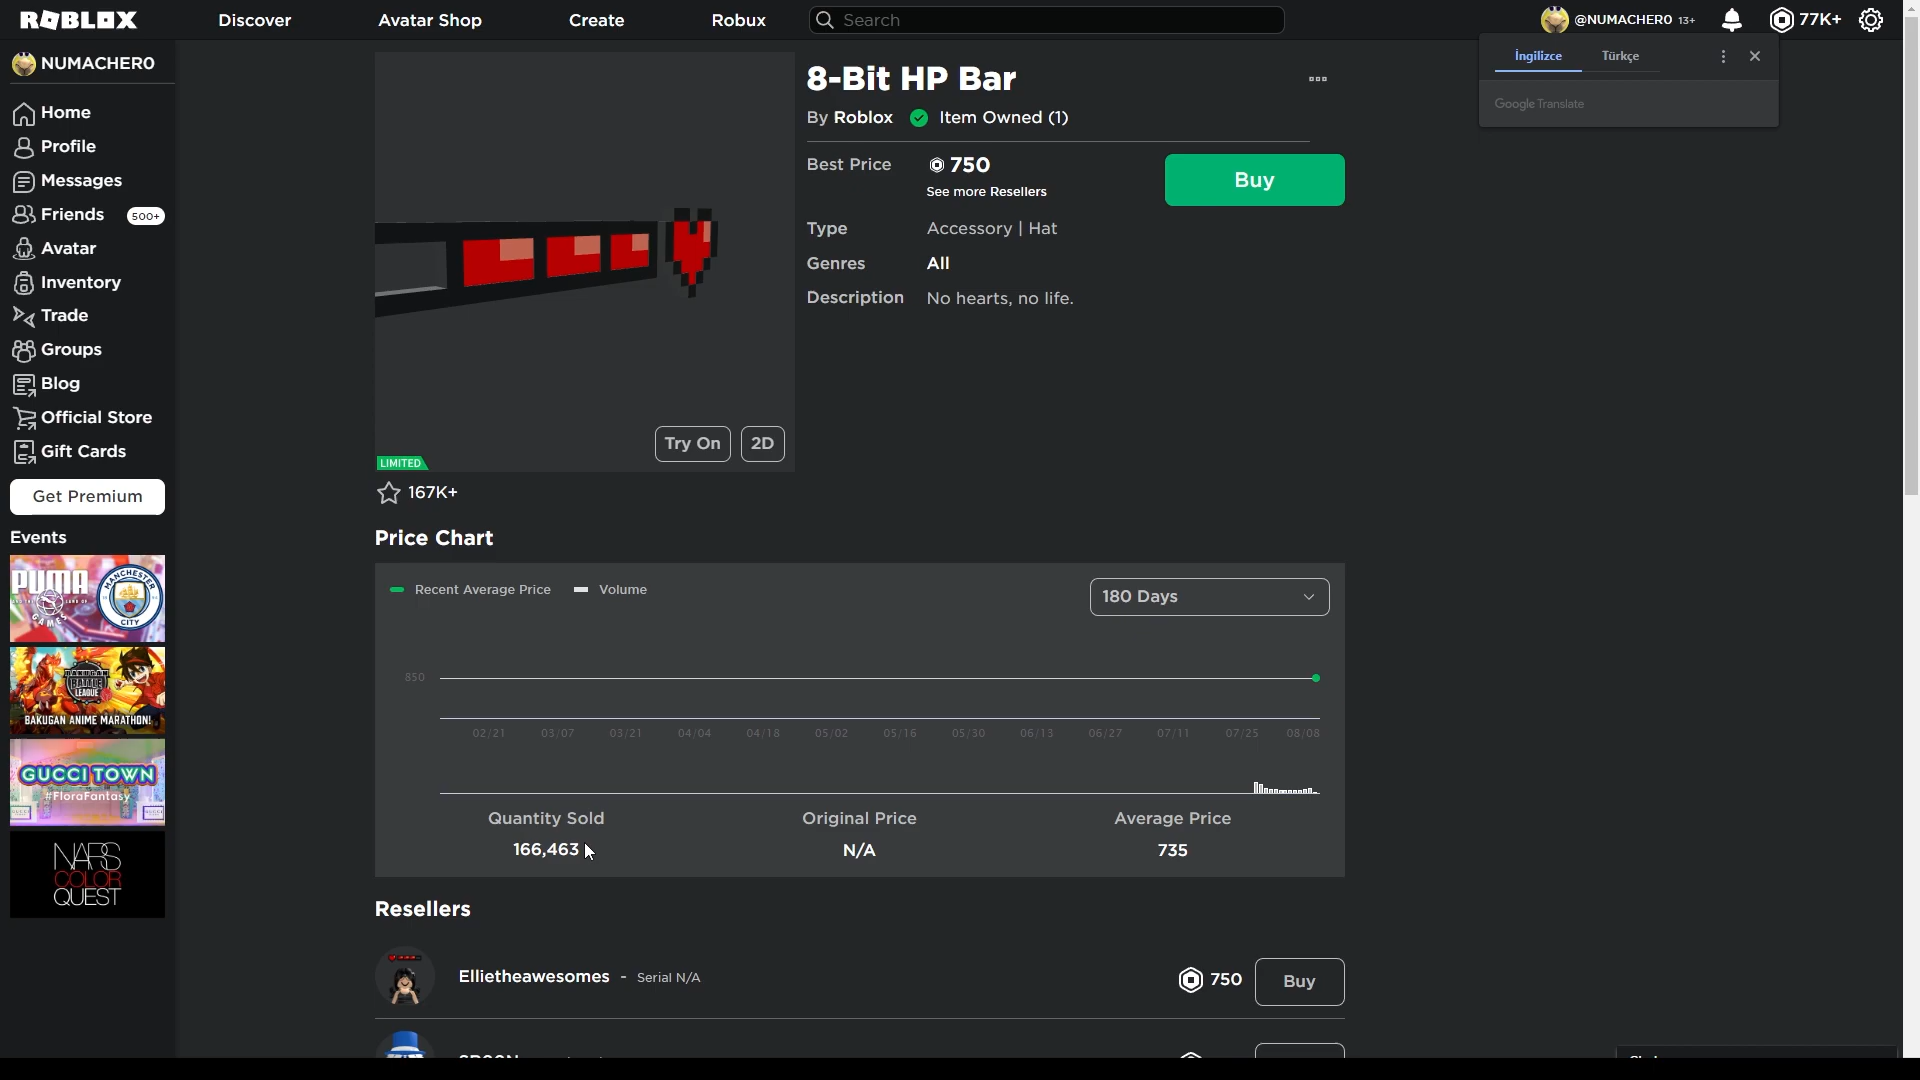 ROBLOX
Discover
Avatar Shop
Create
Robux
Search
@NUMACHER0 13+
77K+
İngilizce
Türkçe
Google Translate
NUMACHER0
Home
Profile
Messages
Friends 500+
Avatar
Inventory
Trade
Groups
Blog
Official Store
Gift Cards
Get Premium
Events
PUMA
GAMES
MANCHESTER
CITY
BAKUGAN
BATTLE
LEAGUE
BAKUGAN ANIME MARATHON!
GUCCI TOWN
#FloraFantasy
NARS
COLOR
QUEST
LIMITED
Try On
2D
167K+
8-Bit HP Bar
By Roblox Item Owned (1)
Best Price 750
See more Resellers
Buy
Type Accessory | Hat
Genres All
Description No hearts, no life.
Price Chart
Recent Average Price Volume
180 Days
850
02/21 03/07 03/21 04/04 04/18 05/02 05/16 05/30 06/13 06/27 07/11 07/25 08/08
Quantity Sold Original Price Average Price
166,463 N/A 735
Resellers
Ellietheawesomes - Serial N/A 750 Buy